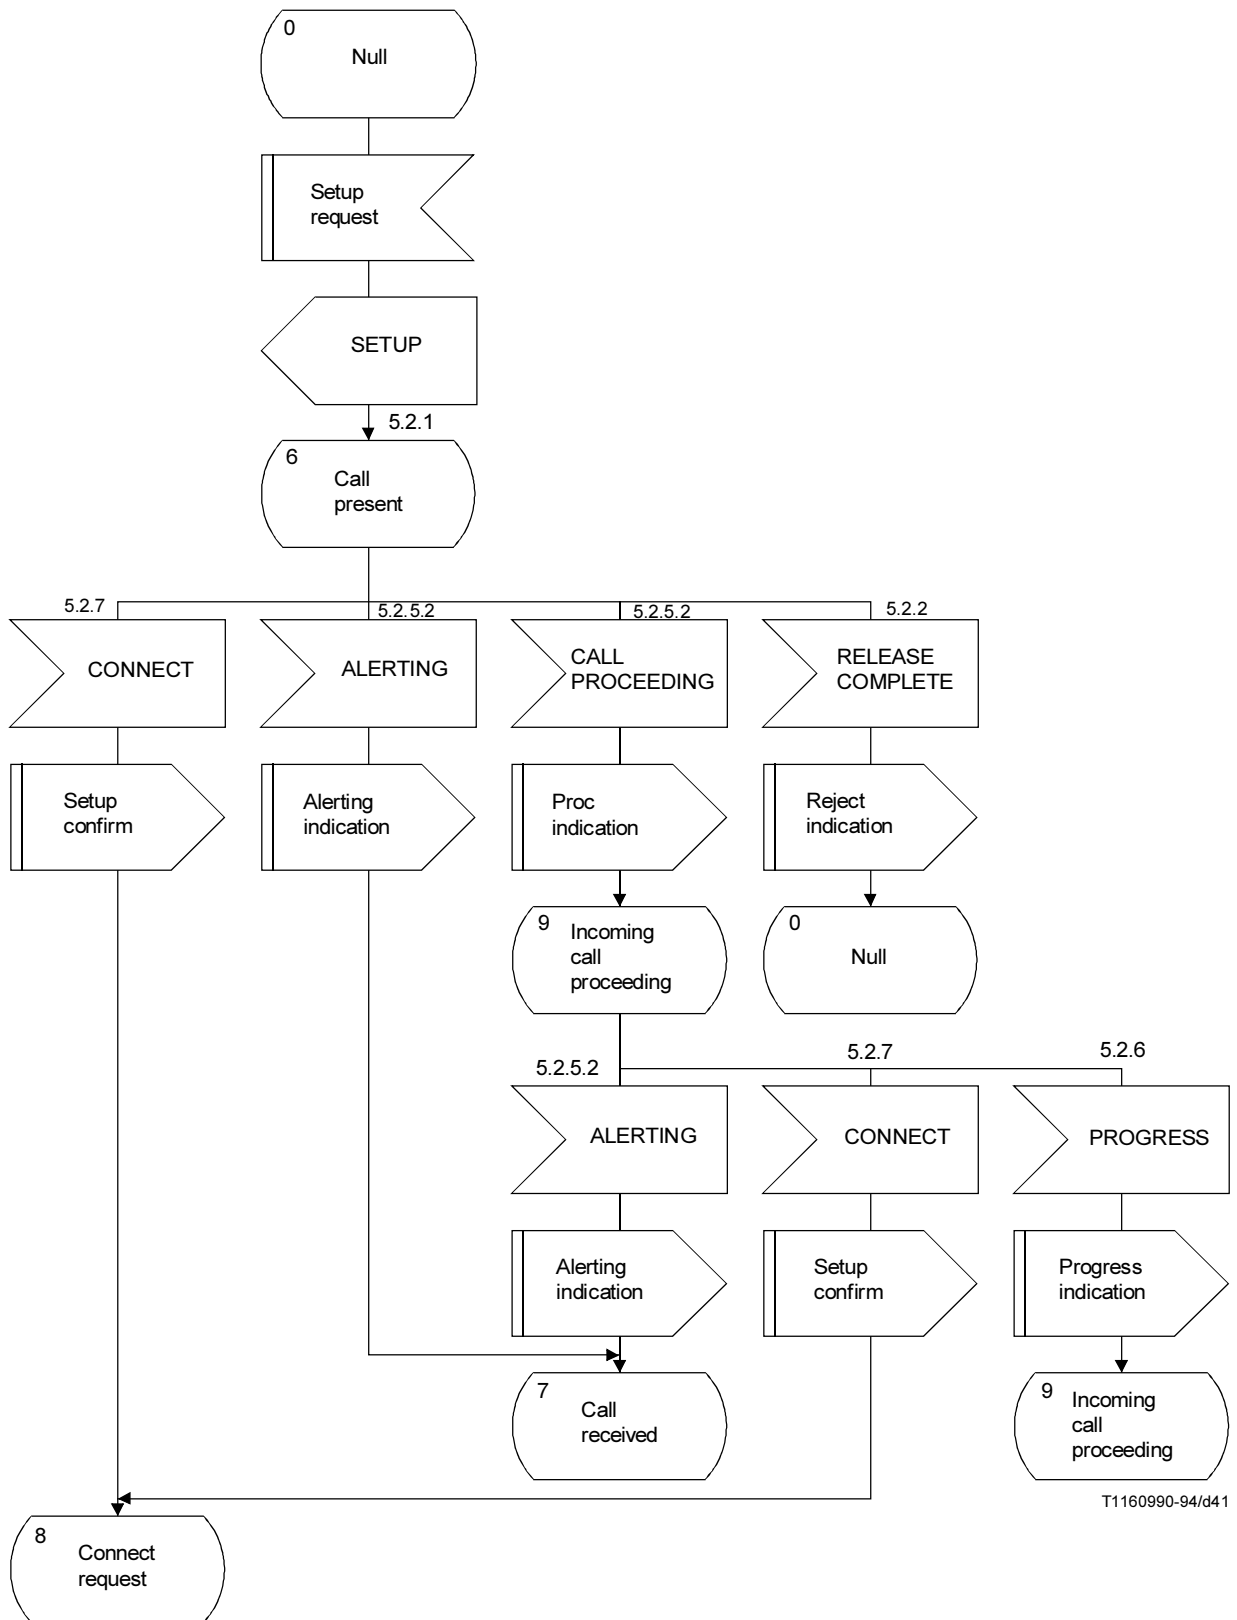 0
Null
Setup
request
SETUP
5.2.1
6
Call
present
5.2.7
5.2.5.2
5.2.5.2
5.2.2
CONNECT
ALERTING
CALL
PROCEEDING
RELEASE
COMPLETE
Setup
confirm
Alerting
indication
Proc
indication
Reject
indication
9
Incoming
call
proceeding
0
Null
5.2.5.2
5.2.7
5.2.6
ALERTING
CONNECT
PROGRESS
Alerting
indication
Setup
confirm
Progress
indication
7
Call
received
9
Incoming
call
proceeding
T1160990-94/d41
8
Connect
request